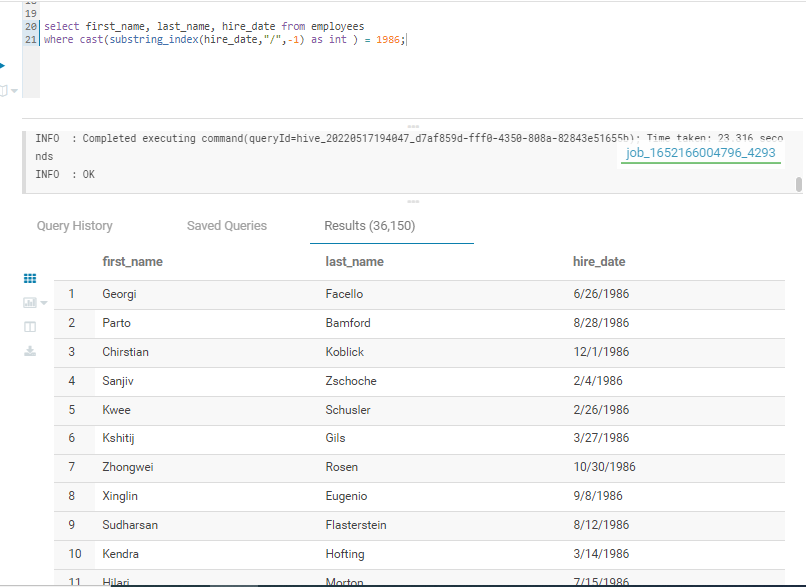 19
20 select first_name, last_name, hire_date from employees
21 where cast(substring_index(hire_date,"/",-1) as int ) = 1986;
INFO : Completed executing command(queryId=hive_20220517194047_d7af859d-fff0-4350-808a-82843e51655b); Time taken: 23.316 seco
nds
job_1652166004796_4293
INFO : OK
Query History Saved Queries Results (36,150)
first_name last_name hire_date
1 Georgi Facello 6/26/1986
2 Parto Bamford 8/28/1986
3 Chirstian Koblick 12/1/1986
4 Sanjiv Zschoche 2/4/1986
5 Kwee Schusler 2/26/1986
6 Kshitij Gils 3/27/1986
7 Zhongwei Rosen 10/30/1986
8 Xinglin Eugenio 9/8/1986
9 Sudharsan Flasterstein 8/12/1986
10 Kendra Hofting 3/14/1986
11 Hilari Morton 7/15/1986